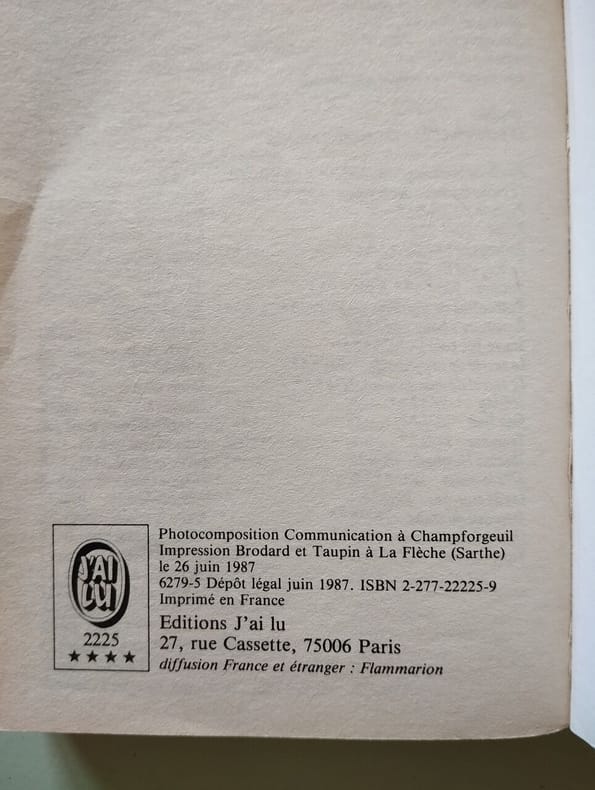 Photocomposition Communication à Champforgeuil
Impression Brodard et Taupin à La Flèche (Sarthe)
le 26 juin 1987
6279-5 Dépôt légal juin 1987. ISBN 2-277-22225-9
Imprimé en France
Editions J'ai lu
27, rue Cassette, 75006 Paris
diffusion France et étranger : Flammarion
J'AI
LU
2225
★★★★